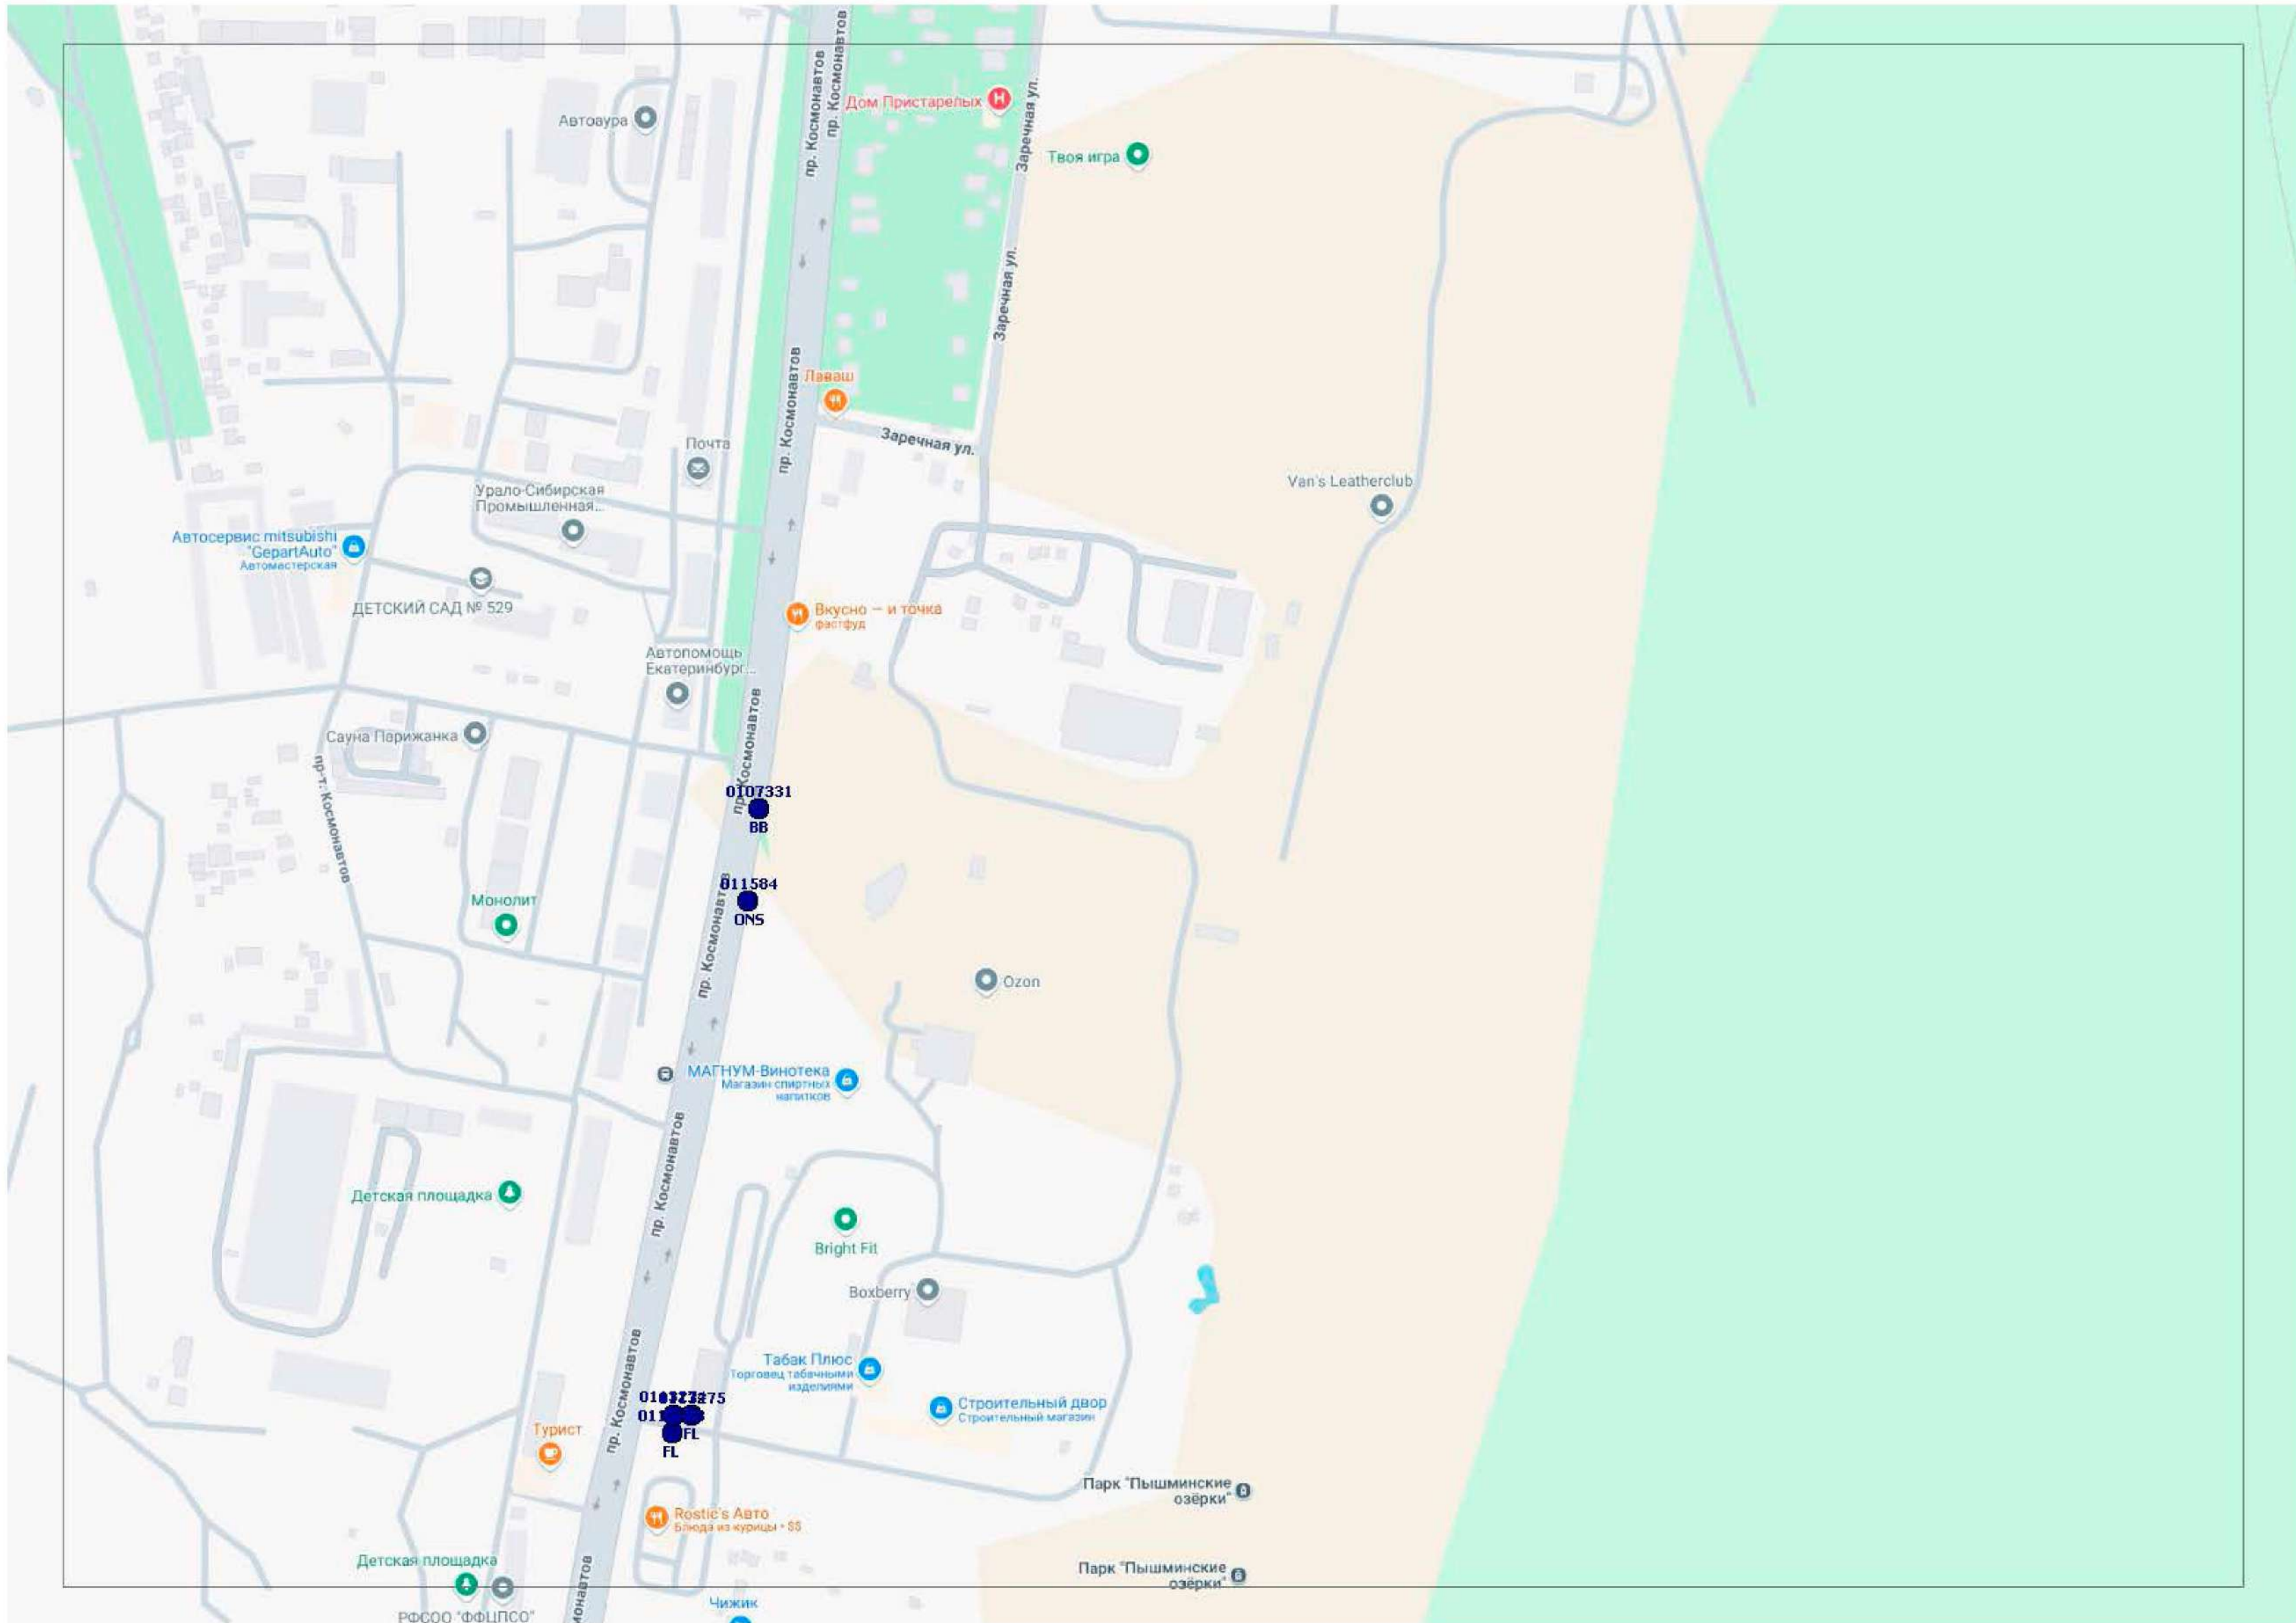 пр. Космонавтов
пр. Космонавтов
Дом Пристарелых
Заречная ул.
Автоаура
Твоя игра
Заречная ул.
пр. Космонавтов
Лаваш
Заречная ул.
Почта
Van's Leatherclub
Урало-Сибирская
Промышленная...
Автосервис mitsubishi
"GepartAuto"
Автомастерская
ДЕТСКИЙ САД № 529
Вкусно — и точка
фастфуд
Автопомощь
Екатеринбург...
пр. Космонавтов
Сауна Парижанка
пр-т. Космонавтов
0107331
BB
011584
ONS
пр. Космонавтов
Монолит
Ozon
МАГНУМ-Винотека
Магазин спиртных
напитков
пр. Космонавтов
Детская площадка
Bright Fit
Boxberry
пр. Космонавтов
Табак Плюс
Торговец табачными
изделиями
Строительный двор
Строительный магазин
FL
FL
Турист
Парк "Пышминские
озёрки"
Rostic's Авто
Блюда из курицы • $$
Детская площадка
Парк "Пышминские
озёрки"
Чижик
РФСОО "ФФЦПСО"